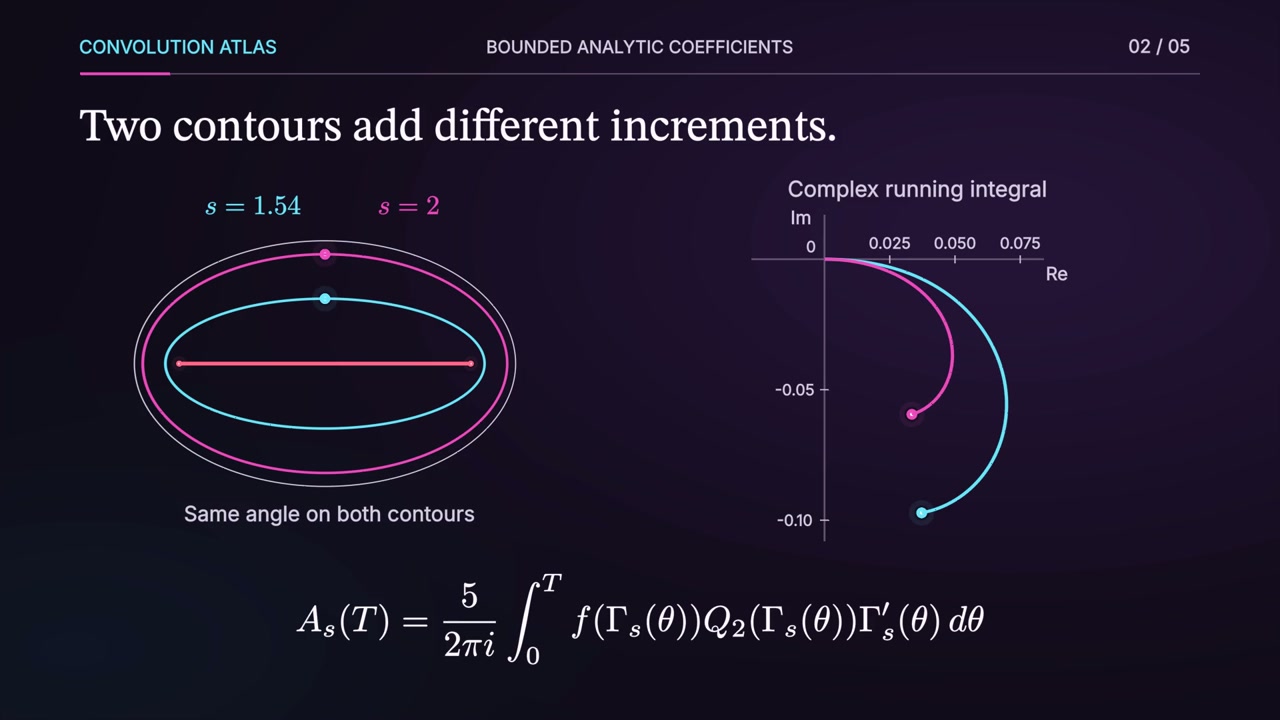 CONVOLUTION ATLAS
BOUNDED ANALYTIC COEFFICIENTS
02 / 05
Two contours add different increments.
s = 1.54
s = 2
Same angle on both contours
Complex running integral
Im
0
0.025
0.050
0.075
Re
-0.05
-0.10
A_s(T) = \frac{5}{2πi} ∫_0^T f(Γ_s(θ))Q_2(Γ_s(θ))Γ′_s(θ) dθ